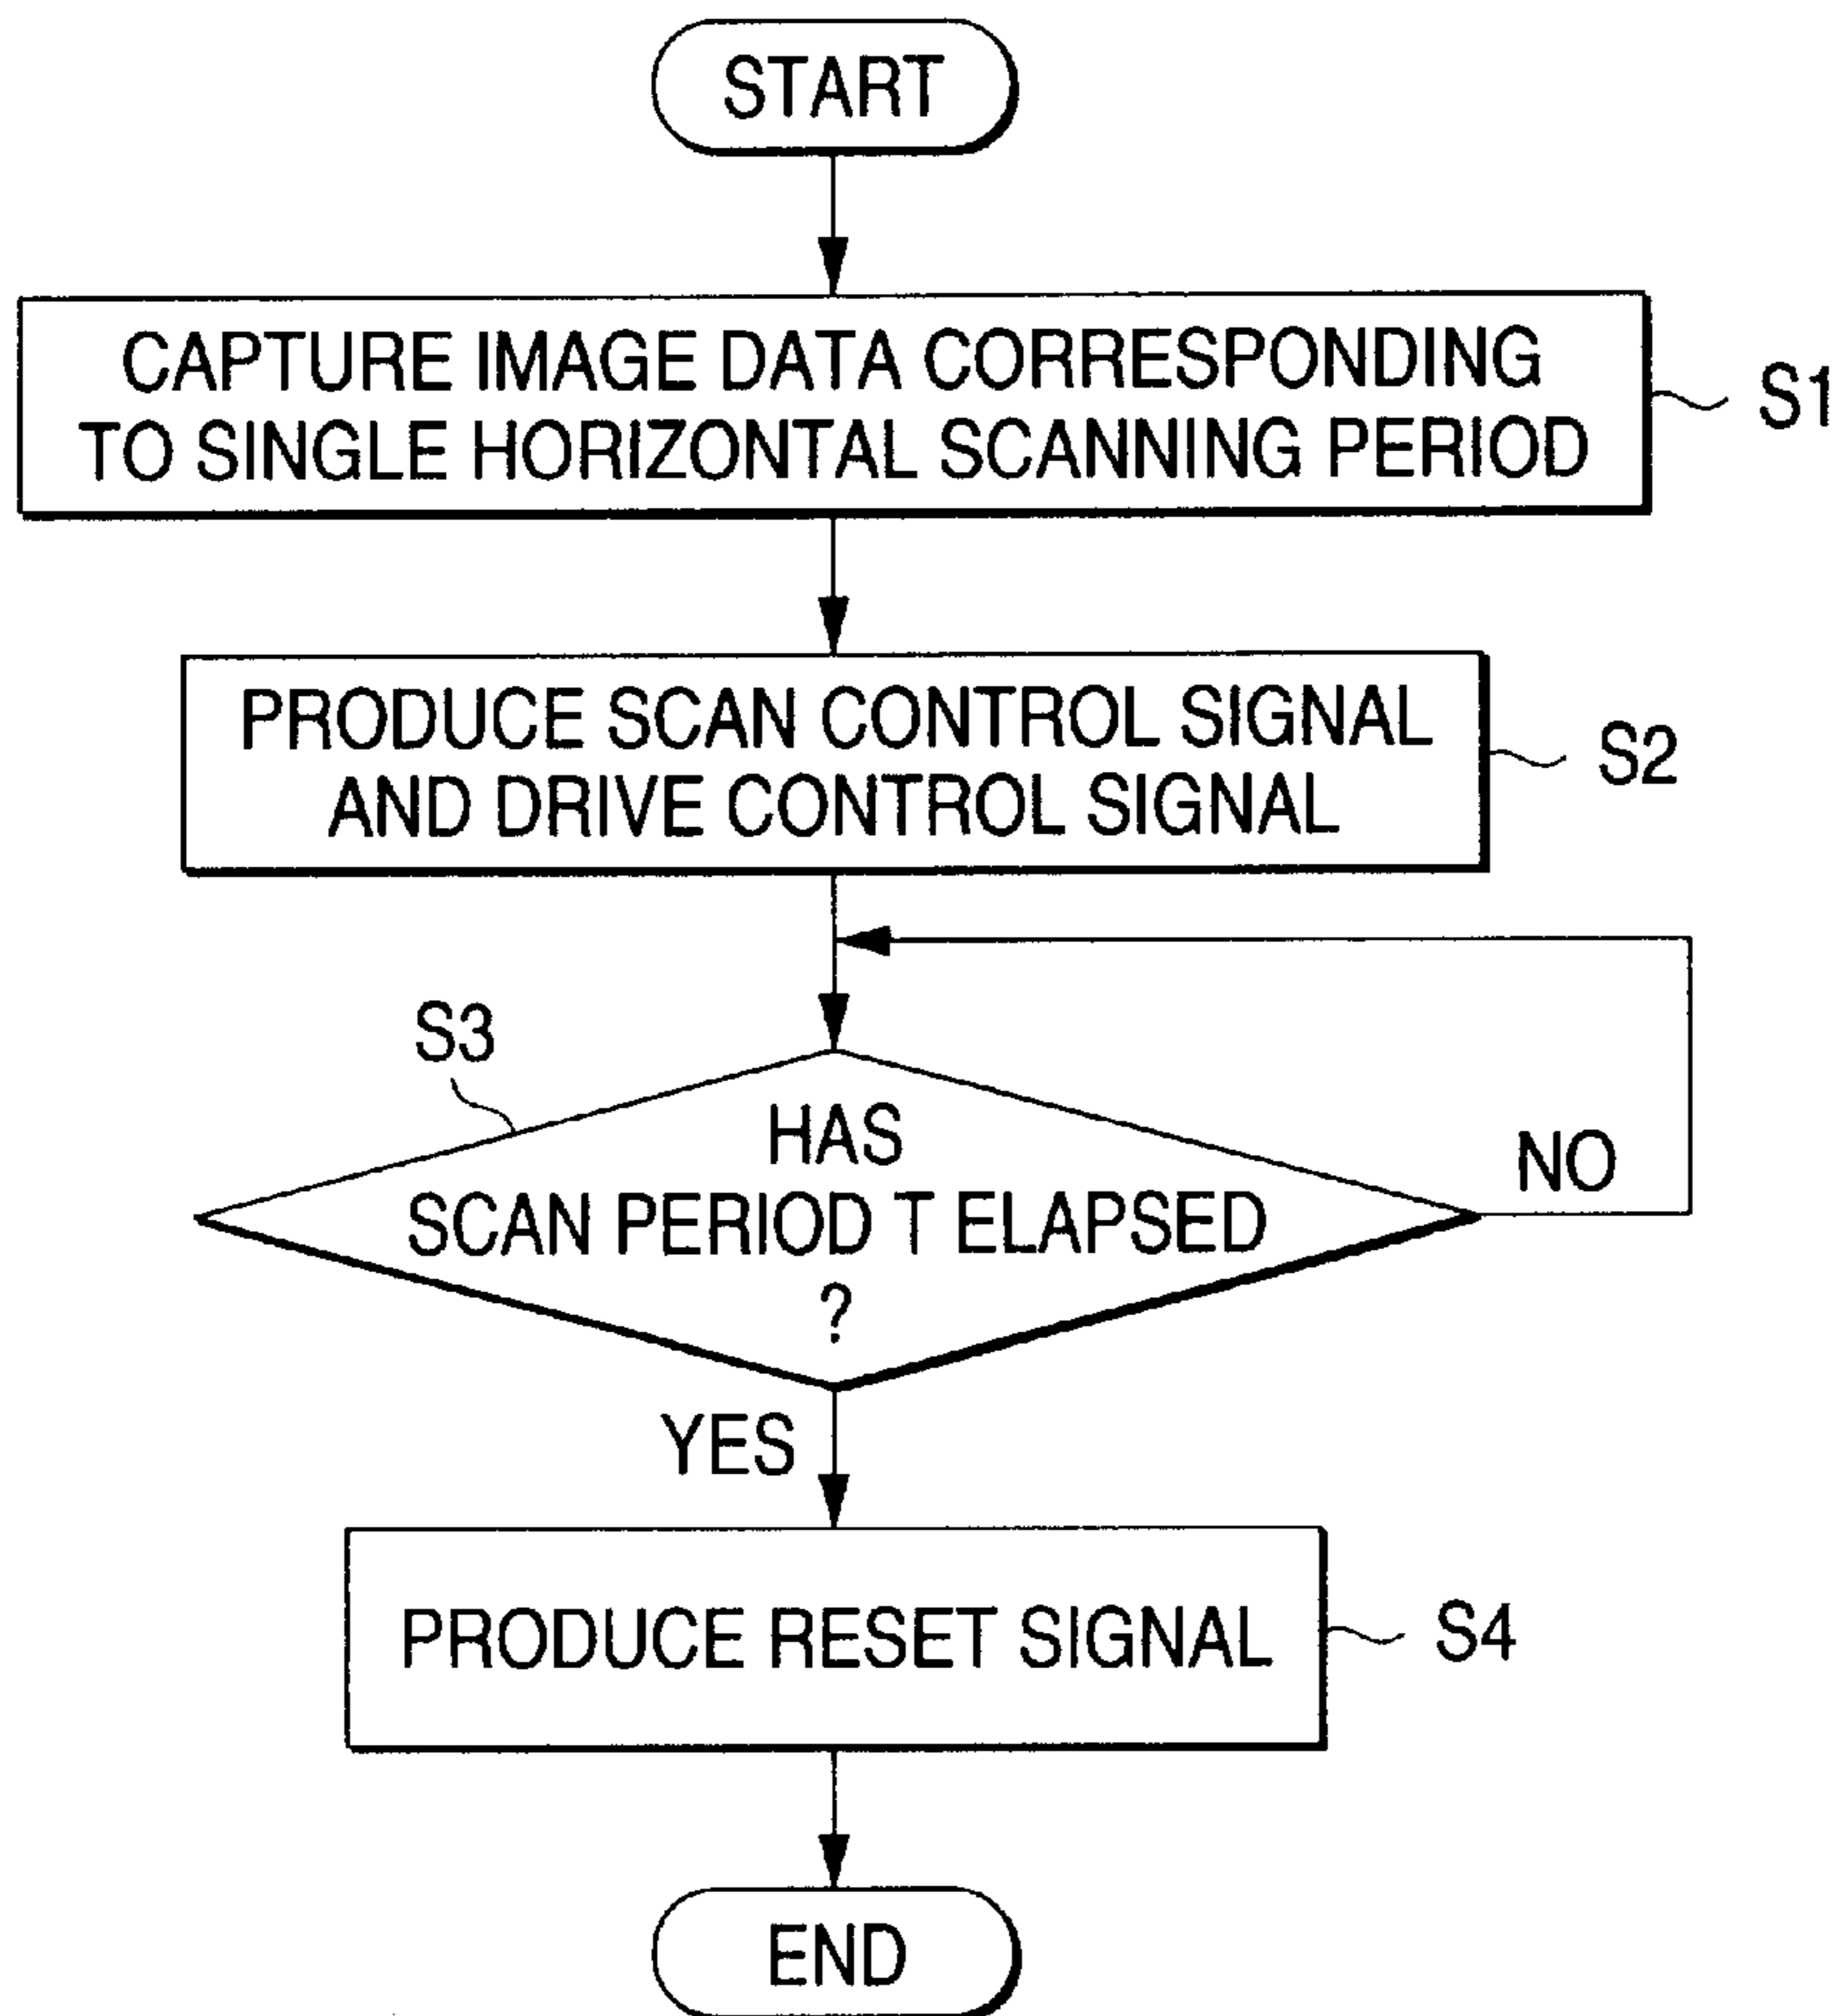 START
CAPTURE IMAGE DATA CORRESPONDING
TO SINGLE HORIZONTAL SCANNING PERIOD
S1
PRODUCE SCAN CONTROL SIGNAL
AND DRIVE CONTROL SIGNAL
S2
S3
HAS
SCAN PERIOD T ELAPSED
?
NO
YES
PRODUCE RESET SIGNAL
S4
END